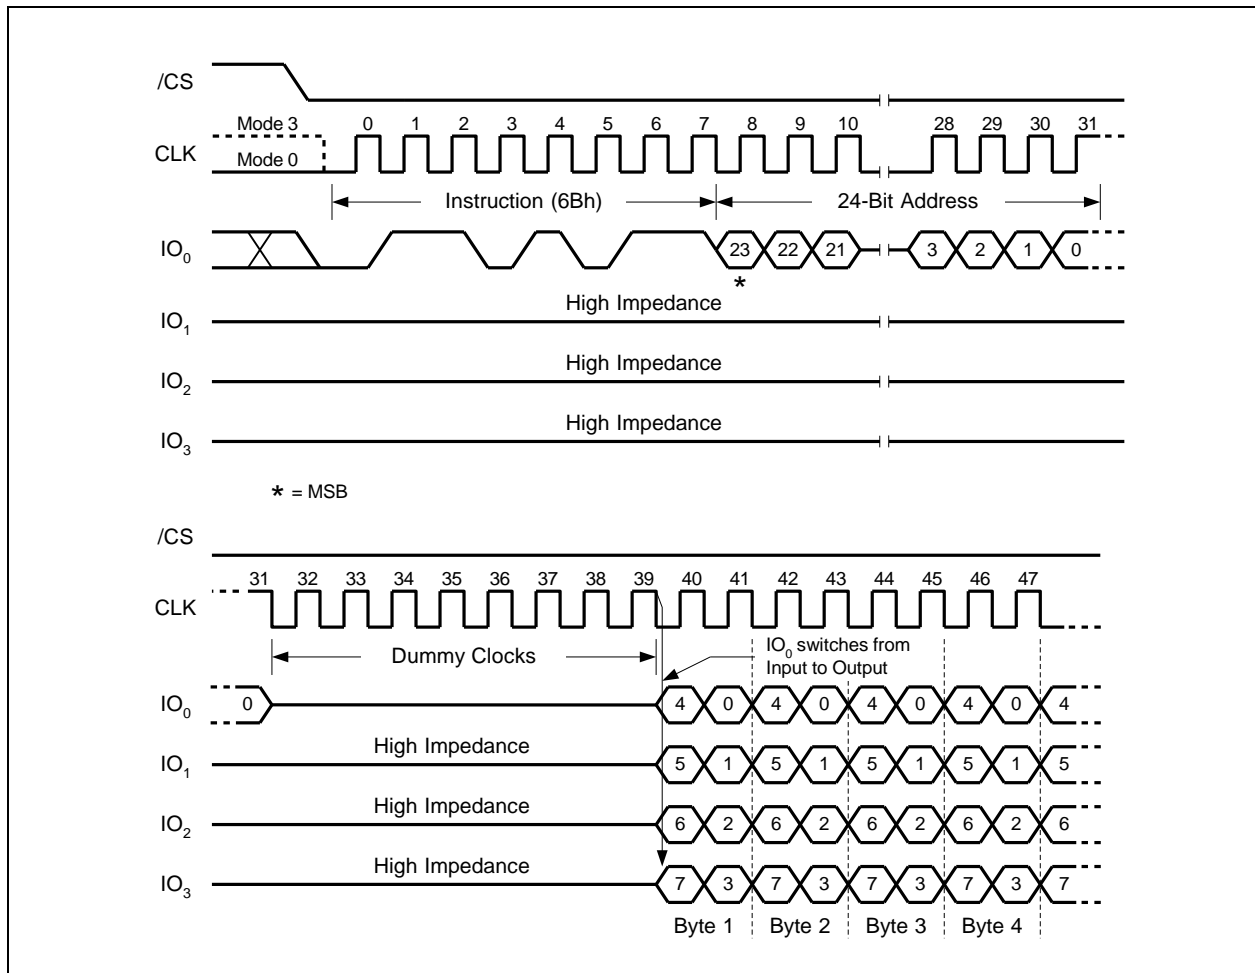 /CS
Mode 3 0 1 2 3 4 5 6 7 8 9 10 28 29 30 31
CLK Mode 0
Instruction (6Bh) 24-Bit Address
IO0 23 22 21 3 2 1 0
*
High Impedance
IO1
High Impedance
IO2
High Impedance
IO3
* = MSB
/CS
31 32 33 34 35 36 37 38 39 40 41 42 43 44 45 46 47
CLK
Dummy Clocks
IO0 switches from
Input to Output
IO0 0 4 0 4 0 4 0 4 0 4
High Impedance
IO1 5 1 5 1 5 1 5 1 5
High Impedance
IO2 6 2 6 2 6 2 6 2 6
High Impedance
IO3 7 3 7 3 7 3 7 3 7
Byte 1 Byte 2 Byte 3 Byte 4